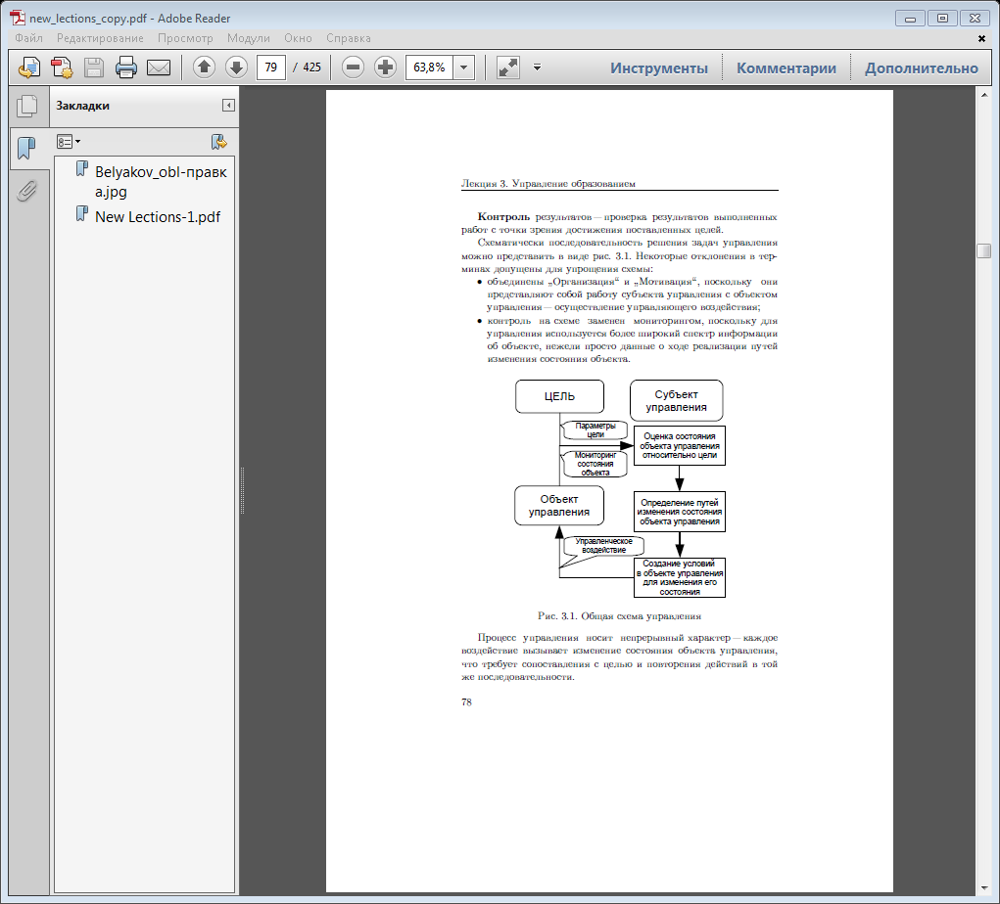 new_lections_copy.pdf - Adobe Reader
Файл Редактирование Просмотр Модули Окно Справка
79 / 425 63,8% Инструменты Комментарии Дополнительно
Закладки
Belyakov_obl-правк
а.jpg
New Lections-1.pdf
Лекция 3. Управление образованием
Контроль результатов — проверка результатов выполненных
работ с точки зрения достижения поставленных целей.
Схематически последовательность решения задач управления
можно представить в виде рис. 3.1. Некоторые отклонения в тер-
минах допущены для упрощения схемы:
• объединены „Организация“ и „Мотивация“, поскольку они
представляют собой работу субъекта управления с объектом
управления — осуществление управляющего воздействия;
• контроль на схеме заменен мониторингом, поскольку для
управления используется более широкий спектр информации
об объекте, нежели просто данные о ходе реализации путей
изменения состояния объекта.
ЦЕЛЬ
Субъект
управления
Параметры
цели
Мониторинг
состояния
объекта
Оценка состояния
объекта управления
относительно цели
Объект
управления
Определение путей
изменения состояния
объекта управления
Управленческое
воздействие
Создание условий
в объекте управления
для изменения его
состояния
Рис. 3.1. Общая схема управления
Процесс управления носит непрерывный характер — каждое
воздействие вызывает изменение состояния объекта управления,
что требует сопоставления с целью и повторения действий в той
же последовательности.
78